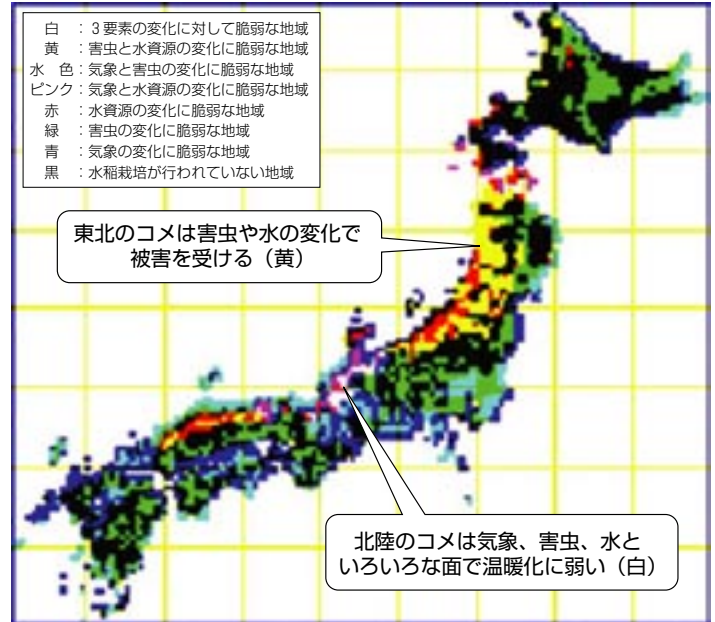 白　：３要素の変化に対して脆弱な地域
黄　：害虫と水資源の変化に脆弱な地域
水　色：気象と害虫の変化に脆弱な地域
ピンク：気象と水資源の変化に脆弱な地域
赤　：水資源の変化に脆弱な地域
緑　：害虫の変化に脆弱な地域
青　：気象の変化に脆弱な地域
黒　：水稲栽培が行われていない地域
東北のコメは害虫や水の変化で
被害を受ける（黄）
北陸のコメは気象、害虫、水と
いろいろな面で温暖化に弱い（白）